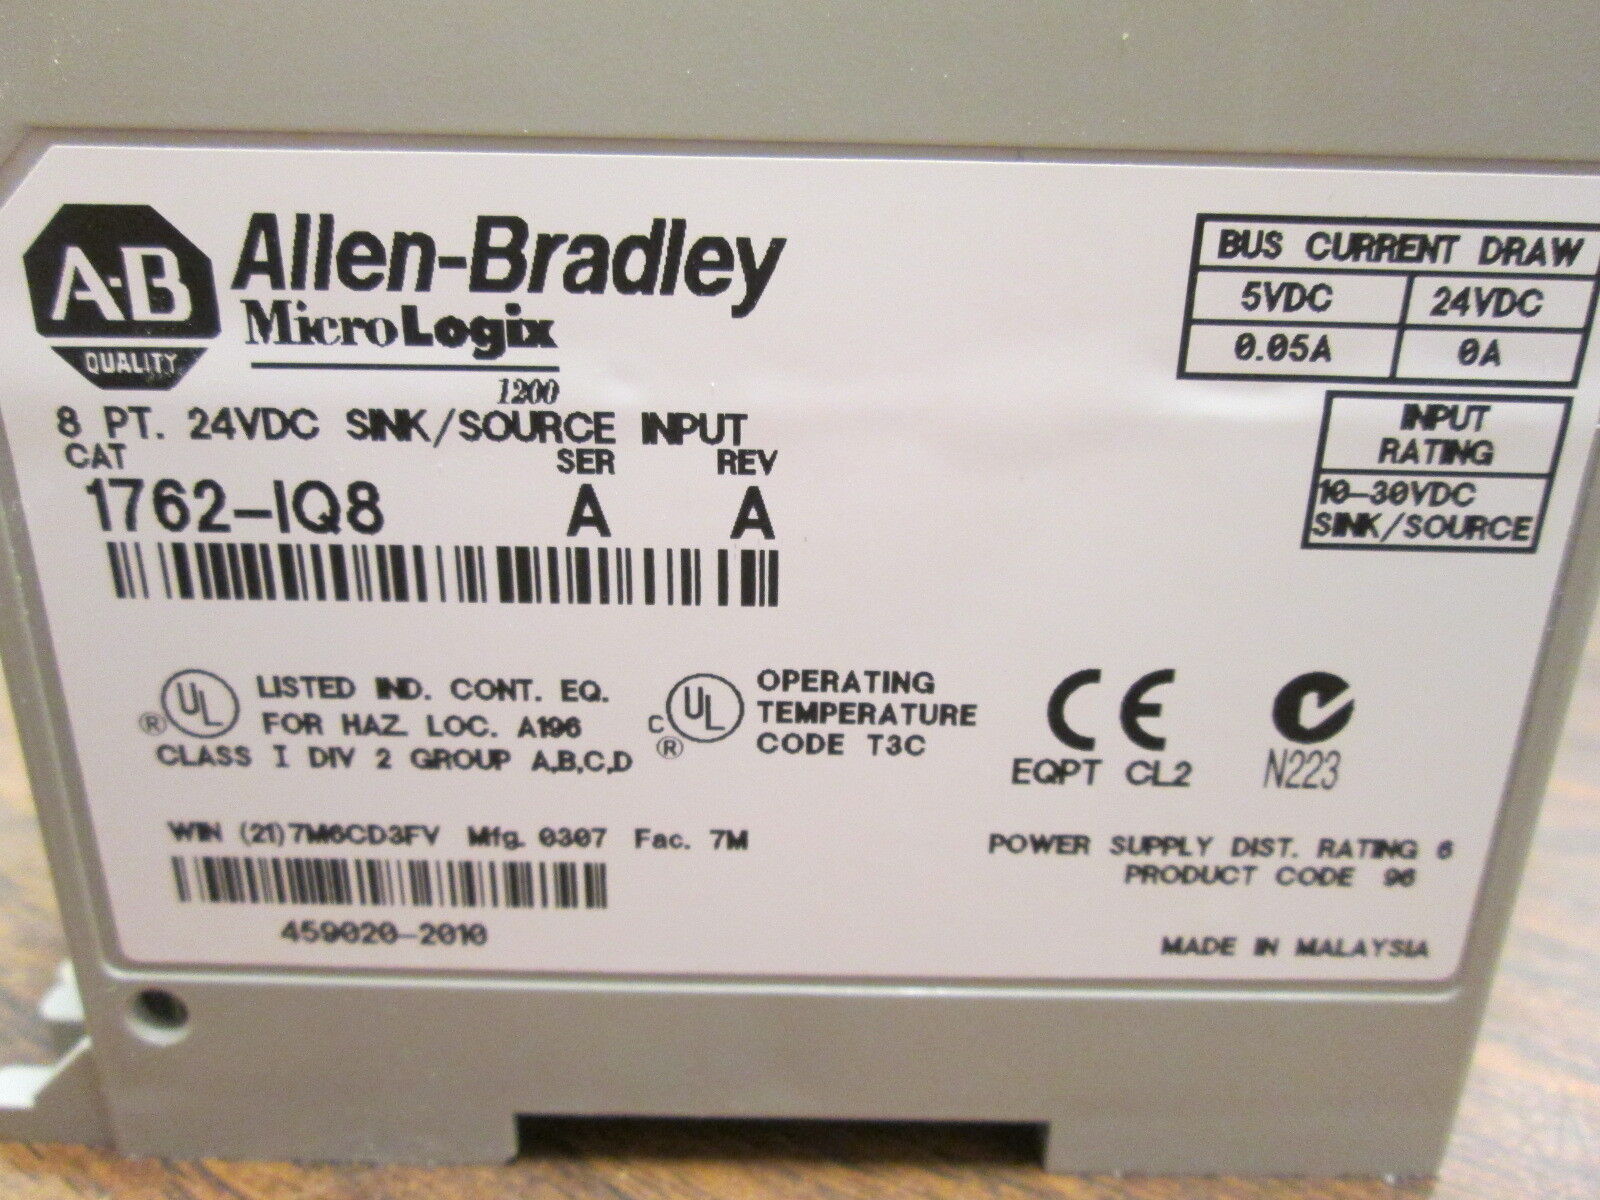 A-B
QUALITY
Allen-Bradley
MicroLogix
1200
8 PT. 24VDC SINK/SOURCE INPUT
CAT SER REV
1762-IQ8 A A
BUS CURRENT DRAW
5VDC 24VDC
0.05A 0A
INPUT
RATING
10-30VDC
SINK/SOURCE
UL LISTED IND. CONT. EQ.
® FOR HAZ. LOC. A196
CLASS I DIV 2 GROUP A,B,C,D
C UL ®
OPERATING
TEMPERATURE
CODE T3C
CE
EQPT CL2
N223
WIN (21)7M6CD3FV Mfg. 0307 Fac. 7M
459020-2010
POWER SUPPLY DIST. RATING 6
PRODUCT CODE 96
MADE IN MALAYSIA